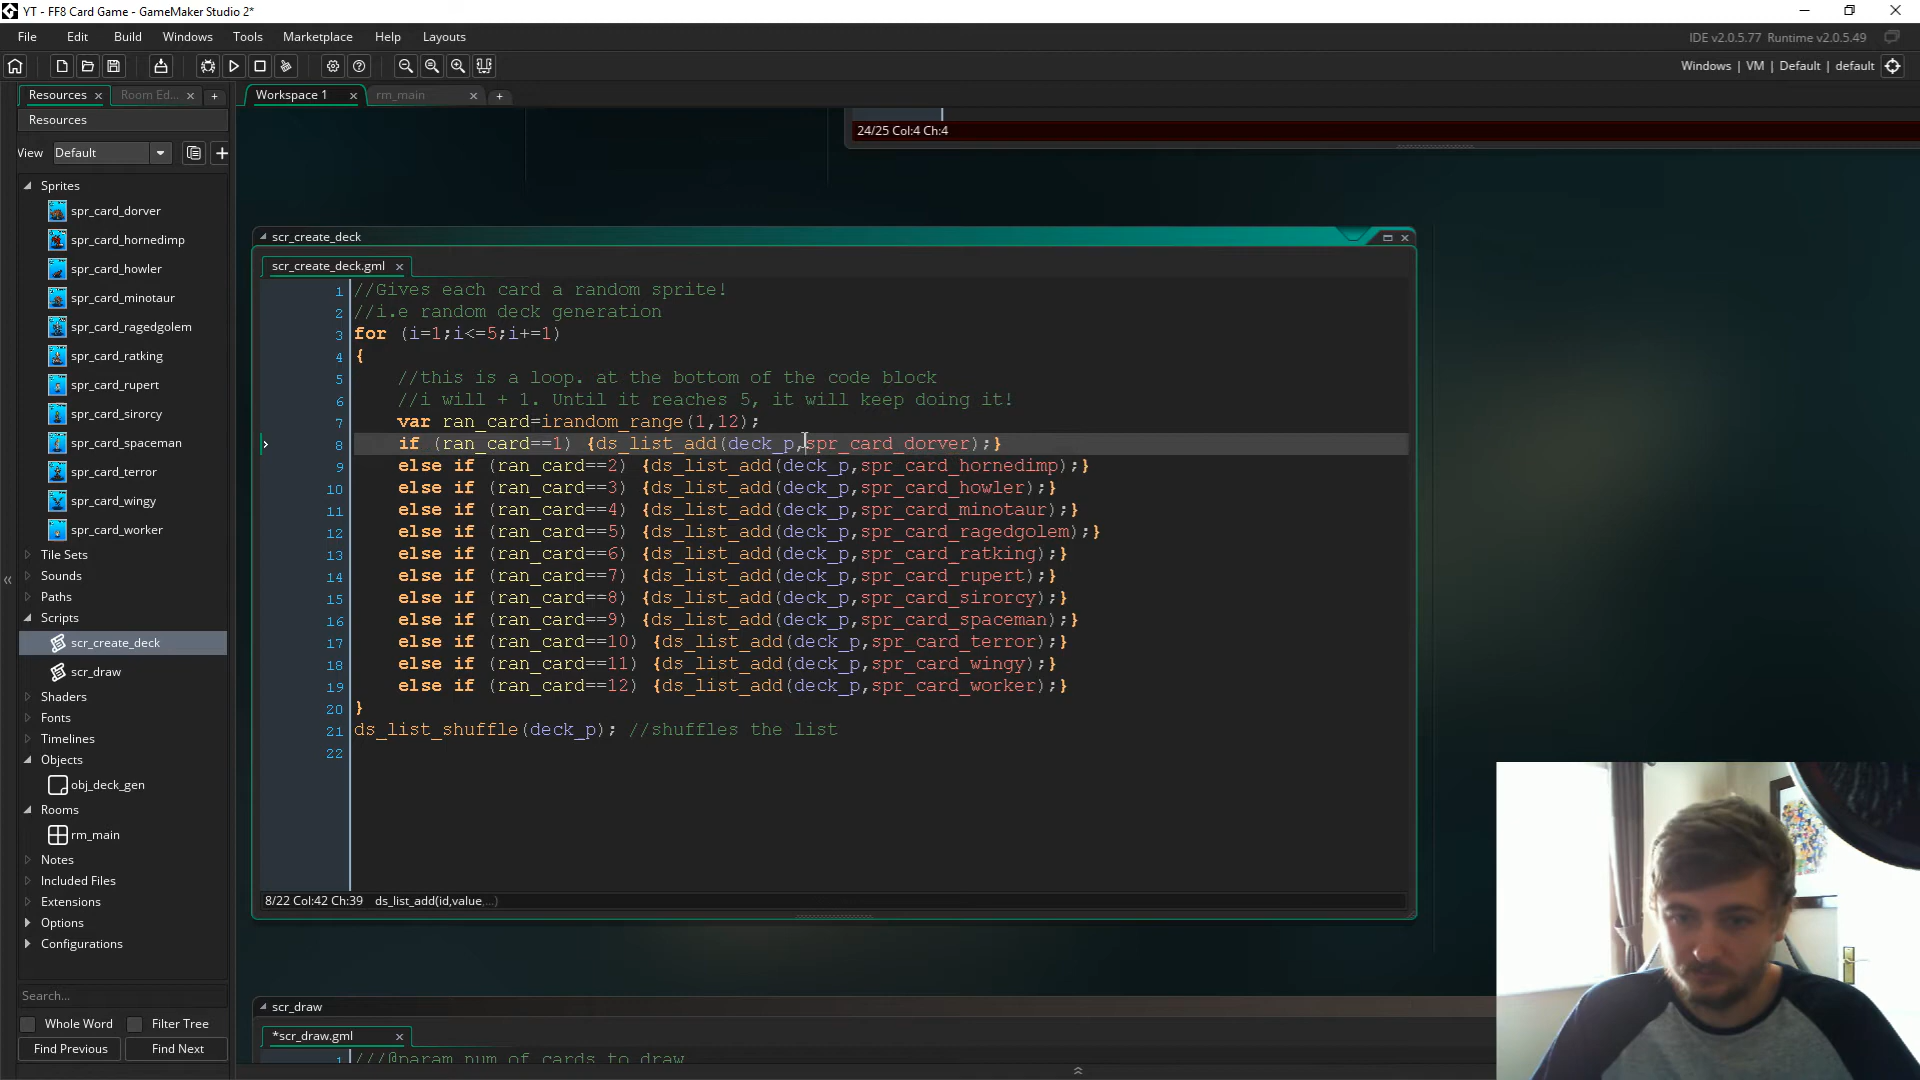 YT - FF8 Card Game - GameMaker Studio 2*
File Edit Build Windows Tools Marketplace Help Layouts
IDE v2.0.5.77 Runtime v2.0.5.49
Windows | VM | Default | default
Resources
Room Ed...
Workspace 1
rm_main
Resources
View Default
Sprites
spr_card_dorver
spr_card_hornedimp
spr_card_howler
spr_card_minotaur
spr_card_ragedgolem
spr_card_ratking
spr_card_rupert
spr_card_sirorcy
spr_card_spaceman
spr_card_terror
spr_card_wingy
spr_card_worker
Tile Sets
Sounds
Paths
Scripts
scr_create_deck
scr_draw
Shaders
Fonts
Timelines
Objects
obj_deck_gen
Rooms
rm_main
Notes
Included Files
Extensions
Options
Configurations
Search...
Whole Word Filter Tree
Find Previous Find Next
24/25 Col:4 Ch:4
scr_create_deck
scr_create_deck.gml
1 //Gives each card a random sprite!
2 //i.e random deck generation
3 for (i=1;i<=5;i+=1)
4 {
5 //this is a loop. at the bottom of the code block
6 //i will + 1. Until it reaches 5, it will keep doing it!
7 var ran_card=irandom_range(1,12);
8 if (ran_card==1) {ds_list_add(deck_p,spr_card_dorver);}
9 else if (ran_card==2) {ds_list_add(deck_p,spr_card_hornedimp);}
10 else if (ran_card==3) {ds_list_add(deck_p,spr_card_howler);}
11 else if (ran_card==4) {ds_list_add(deck_p,spr_card_minotaur);}
12 else if (ran_card==5) {ds_list_add(deck_p,spr_card_ragedgolem);}
13 else if (ran_card==6) {ds_list_add(deck_p,spr_card_ratking);}
14 else if (ran_card==7) {ds_list_add(deck_p,spr_card_rupert);}
15 else if (ran_card==8) {ds_list_add(deck_p,spr_card_sirorcy);}
16 else if (ran_card==9) {ds_list_add(deck_p,spr_card_spaceman);}
17 else if (ran_card==10) {ds_list_add(deck_p,spr_card_terror);}
18 else if (ran_card==11) {ds_list_add(deck_p,spr_card_wingy);}
19 else if (ran_card==12) {ds_list_add(deck_p,spr_card_worker);}
20 }
21 ds_list_shuffle(deck_p); //shuffles the list
22
8/22 Col:42 Ch:39 ds_list_add(id,value,...)
scr_draw
*scr_draw.gml
1 ///@param num of cards to draw